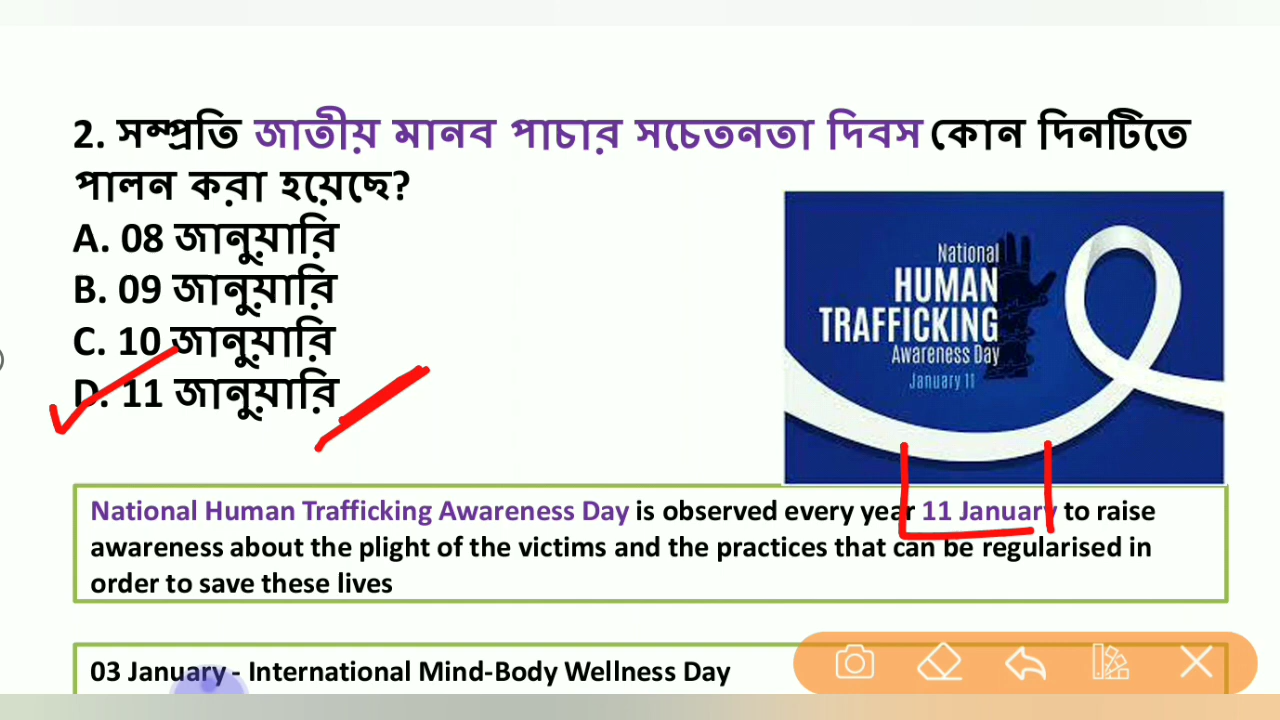 2. সম্প্রতি জাতীয় মানব পাচার সচেতনতা দিবস কোন দিনটিতে
পালন করা হয়েছে?
A. 08 জানুয়ারি
B. 09 জানুয়ারি
C. 10 জানুয়ারি
D. 11 জানুয়ারি
National
HUMAN
TRAFFICKING
Awareness Day
January 11
National Human Trafficking Awareness Day is observed every year 11 January to raise
awareness about the plight of the victims and the practices that can be regularised in
order to save these lives
03 January - International Mind-Body Wellness Day